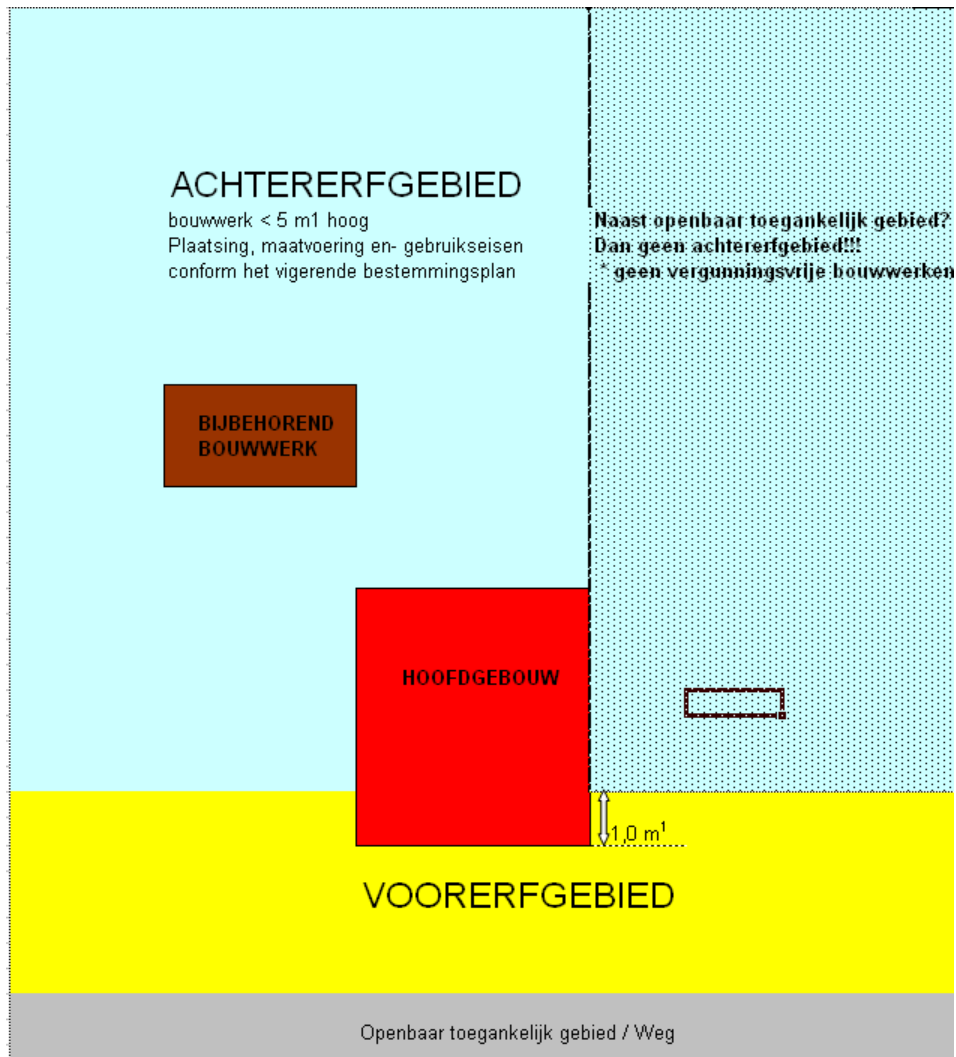 ACHTERERFGEBIED
bouwwerk < 5 m1 hoog
Plaatsing, maatvoering en- gebruikseisen
conform het vigerende bestemmingsplan
Naast openbaar toegankelijk gebied?
Dan geen achtererfgebied!!!
* geen vergunningsvrije bouwwerken
BIJBEHOREND
BOUWWERK
HOOFDGEBOUW
1,0 m¹
VOORERFGEBIED
Openbaar toegankelijk gebied / Weg